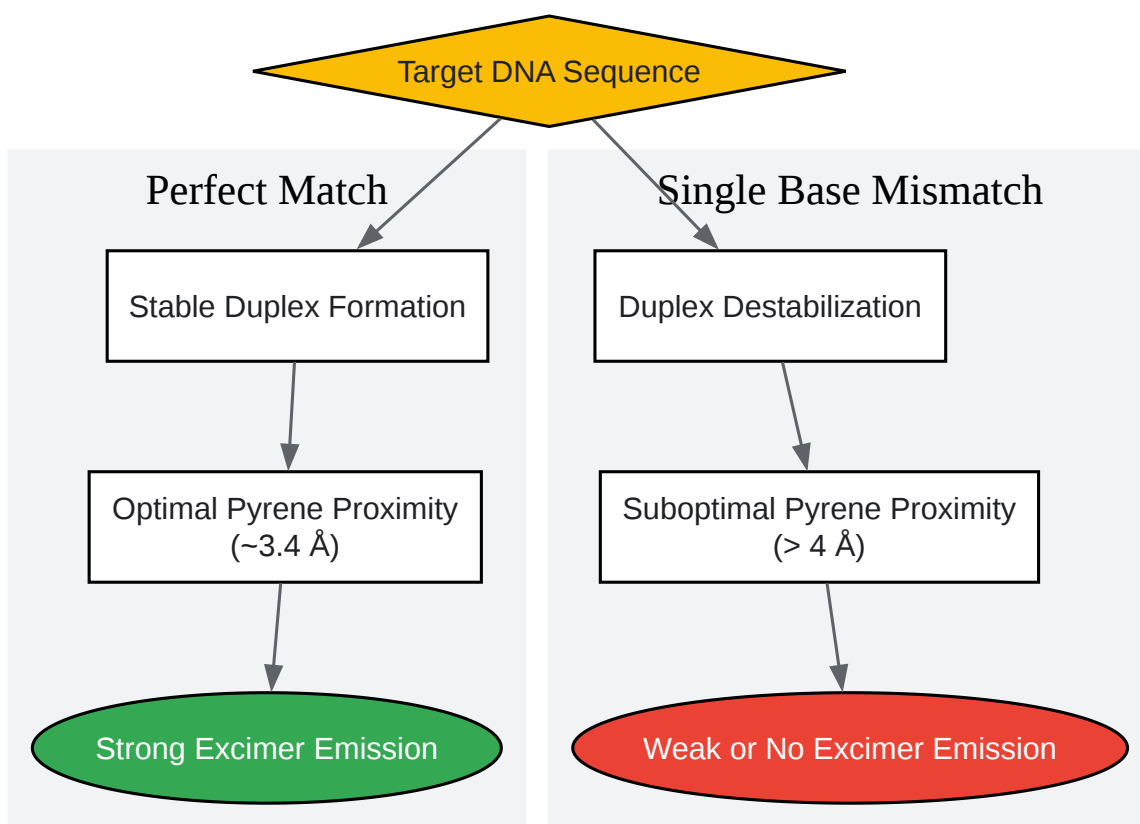 Target DNA Sequence
Perfect Match
Single Base Mismatch
Stable Duplex Formation
Duplex Destabilization
Optimal Pyrene Proximity
(~3.4 Å)
Suboptimal Pyrene Proximity
(> 4 Å)
Strong Excimer Emission
Weak or No Excimer Emission